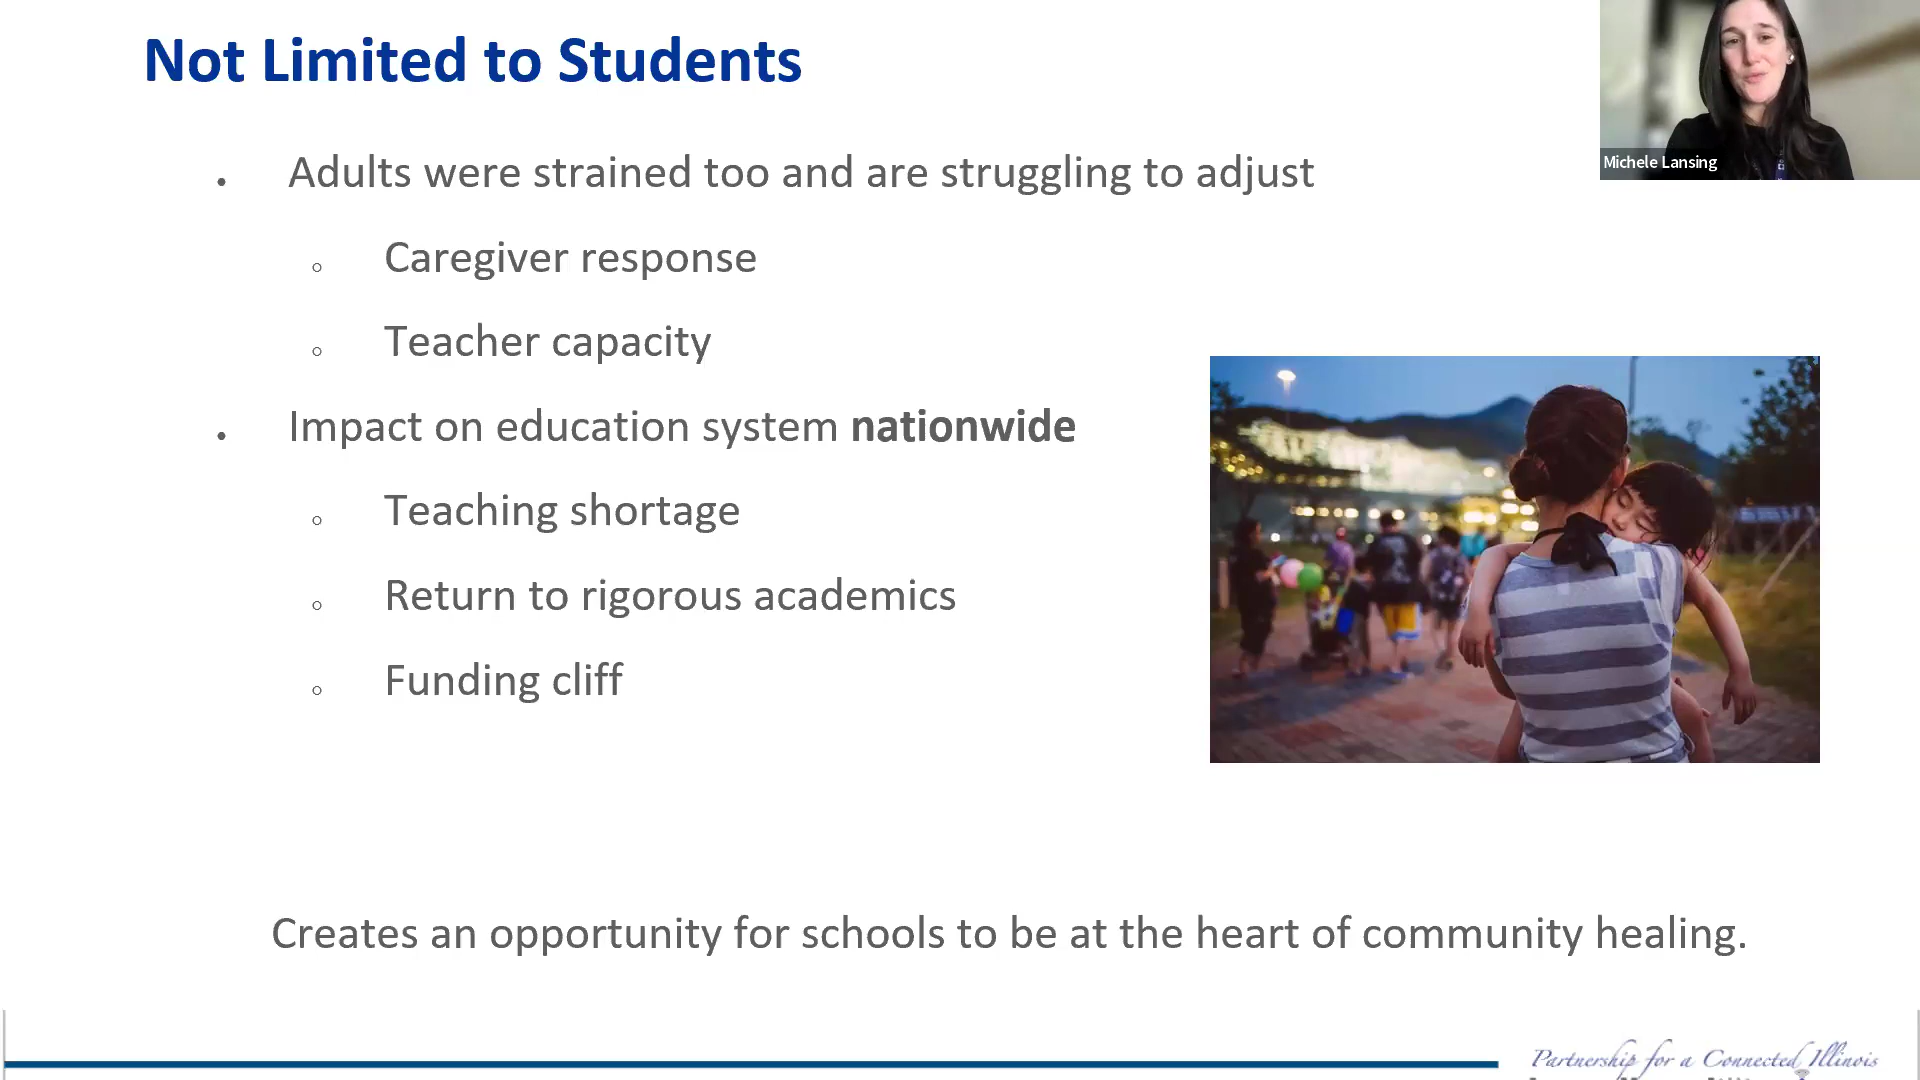 Not Limited to Students
Michele Lansing
• Adults were strained too and are struggling to adjust
○ Caregiver response
○ Teacher capacity
• Impact on education system nationwide
○ Teaching shortage
○ Return to rigorous academics
○ Funding cliff
Creates an opportunity for schools to be at the heart of community healing.
Partnership for a Connected Illinois